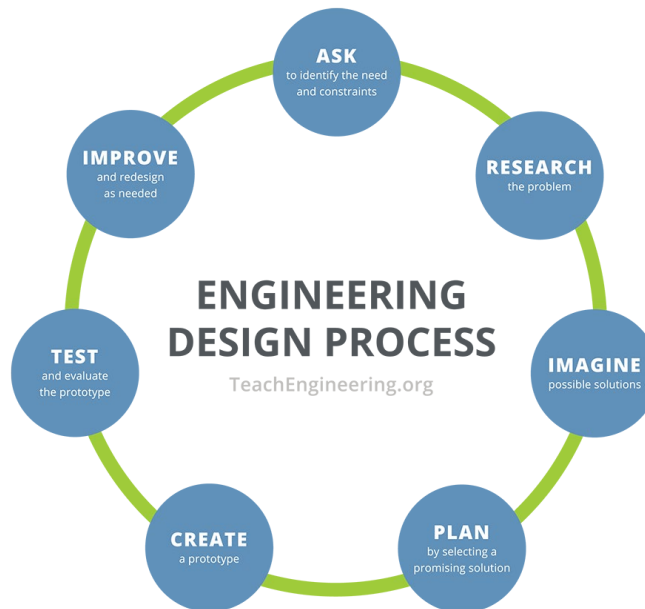 ASK
to identify the need
and constraints
RESEARCH
the problem
IMAGINE
possible solutions
PLAN
by selecting a
promising solution
CREATE
a prototype
TEST
and evaluate
the prototype
IMPROVE
and redesign
as needed
ENGINEERING
DESIGN PROCESS
TeachEngineering.org